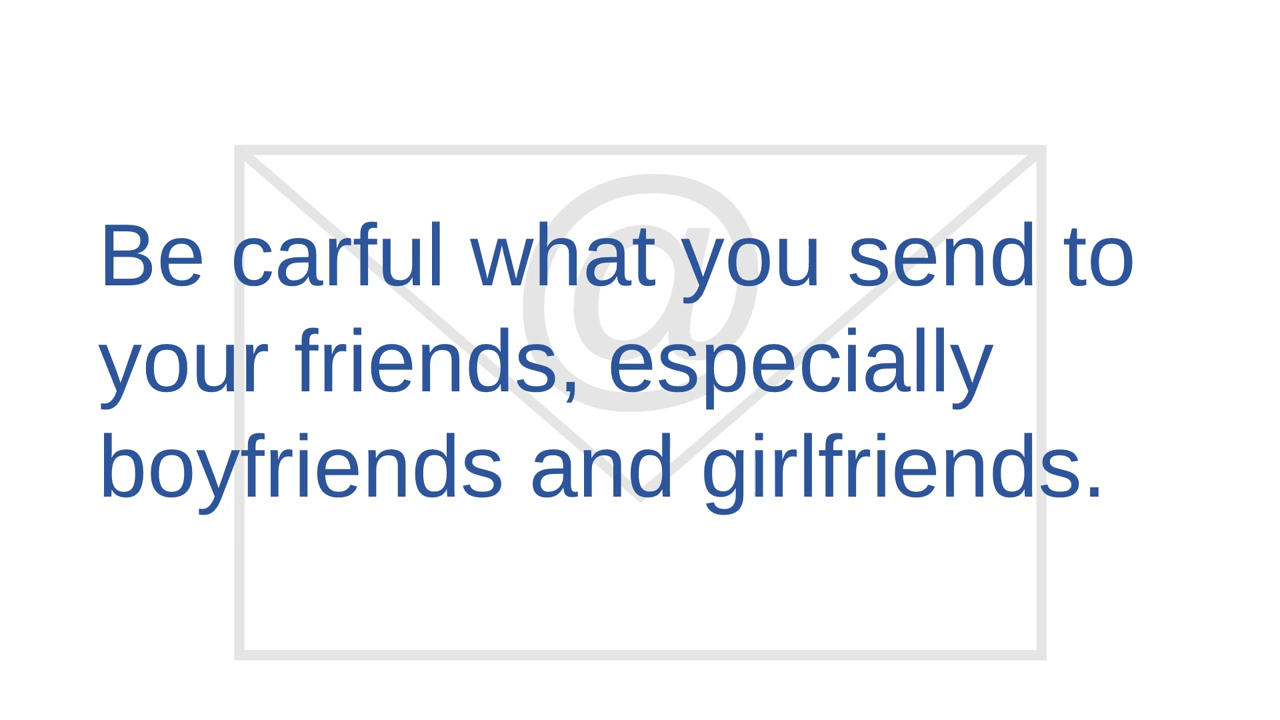 Be carful what you send to
your friends, especially
boyfriends and girlfriends.
@